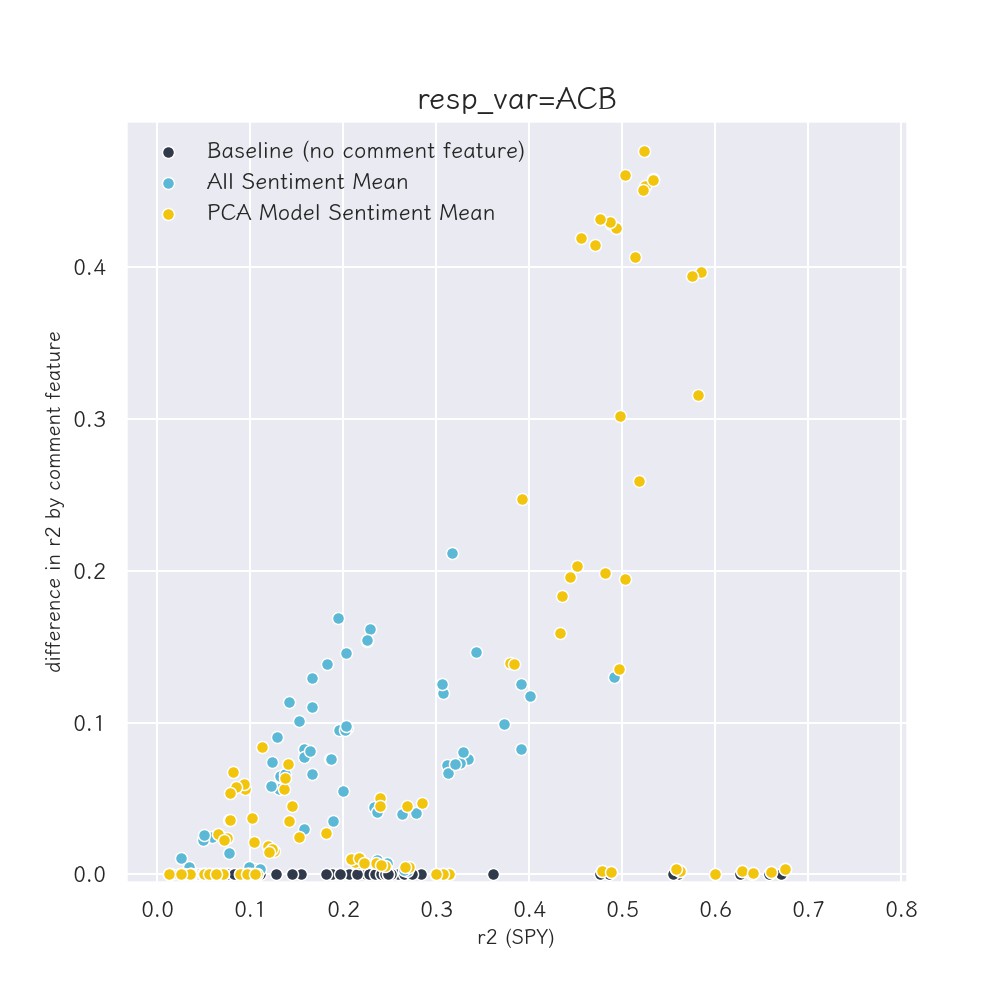 resp_var=ACB
Baseline (no comment feature)
All Sentiment Mean
PCA Model Sentiment Mean
difference in r2 by comment feature
0.4
0.3
0.2
0.1
0.0
0.0 0.1 0.2 0.3 0.4 0.5 0.6 0.7 0.8
r2 (SPY)